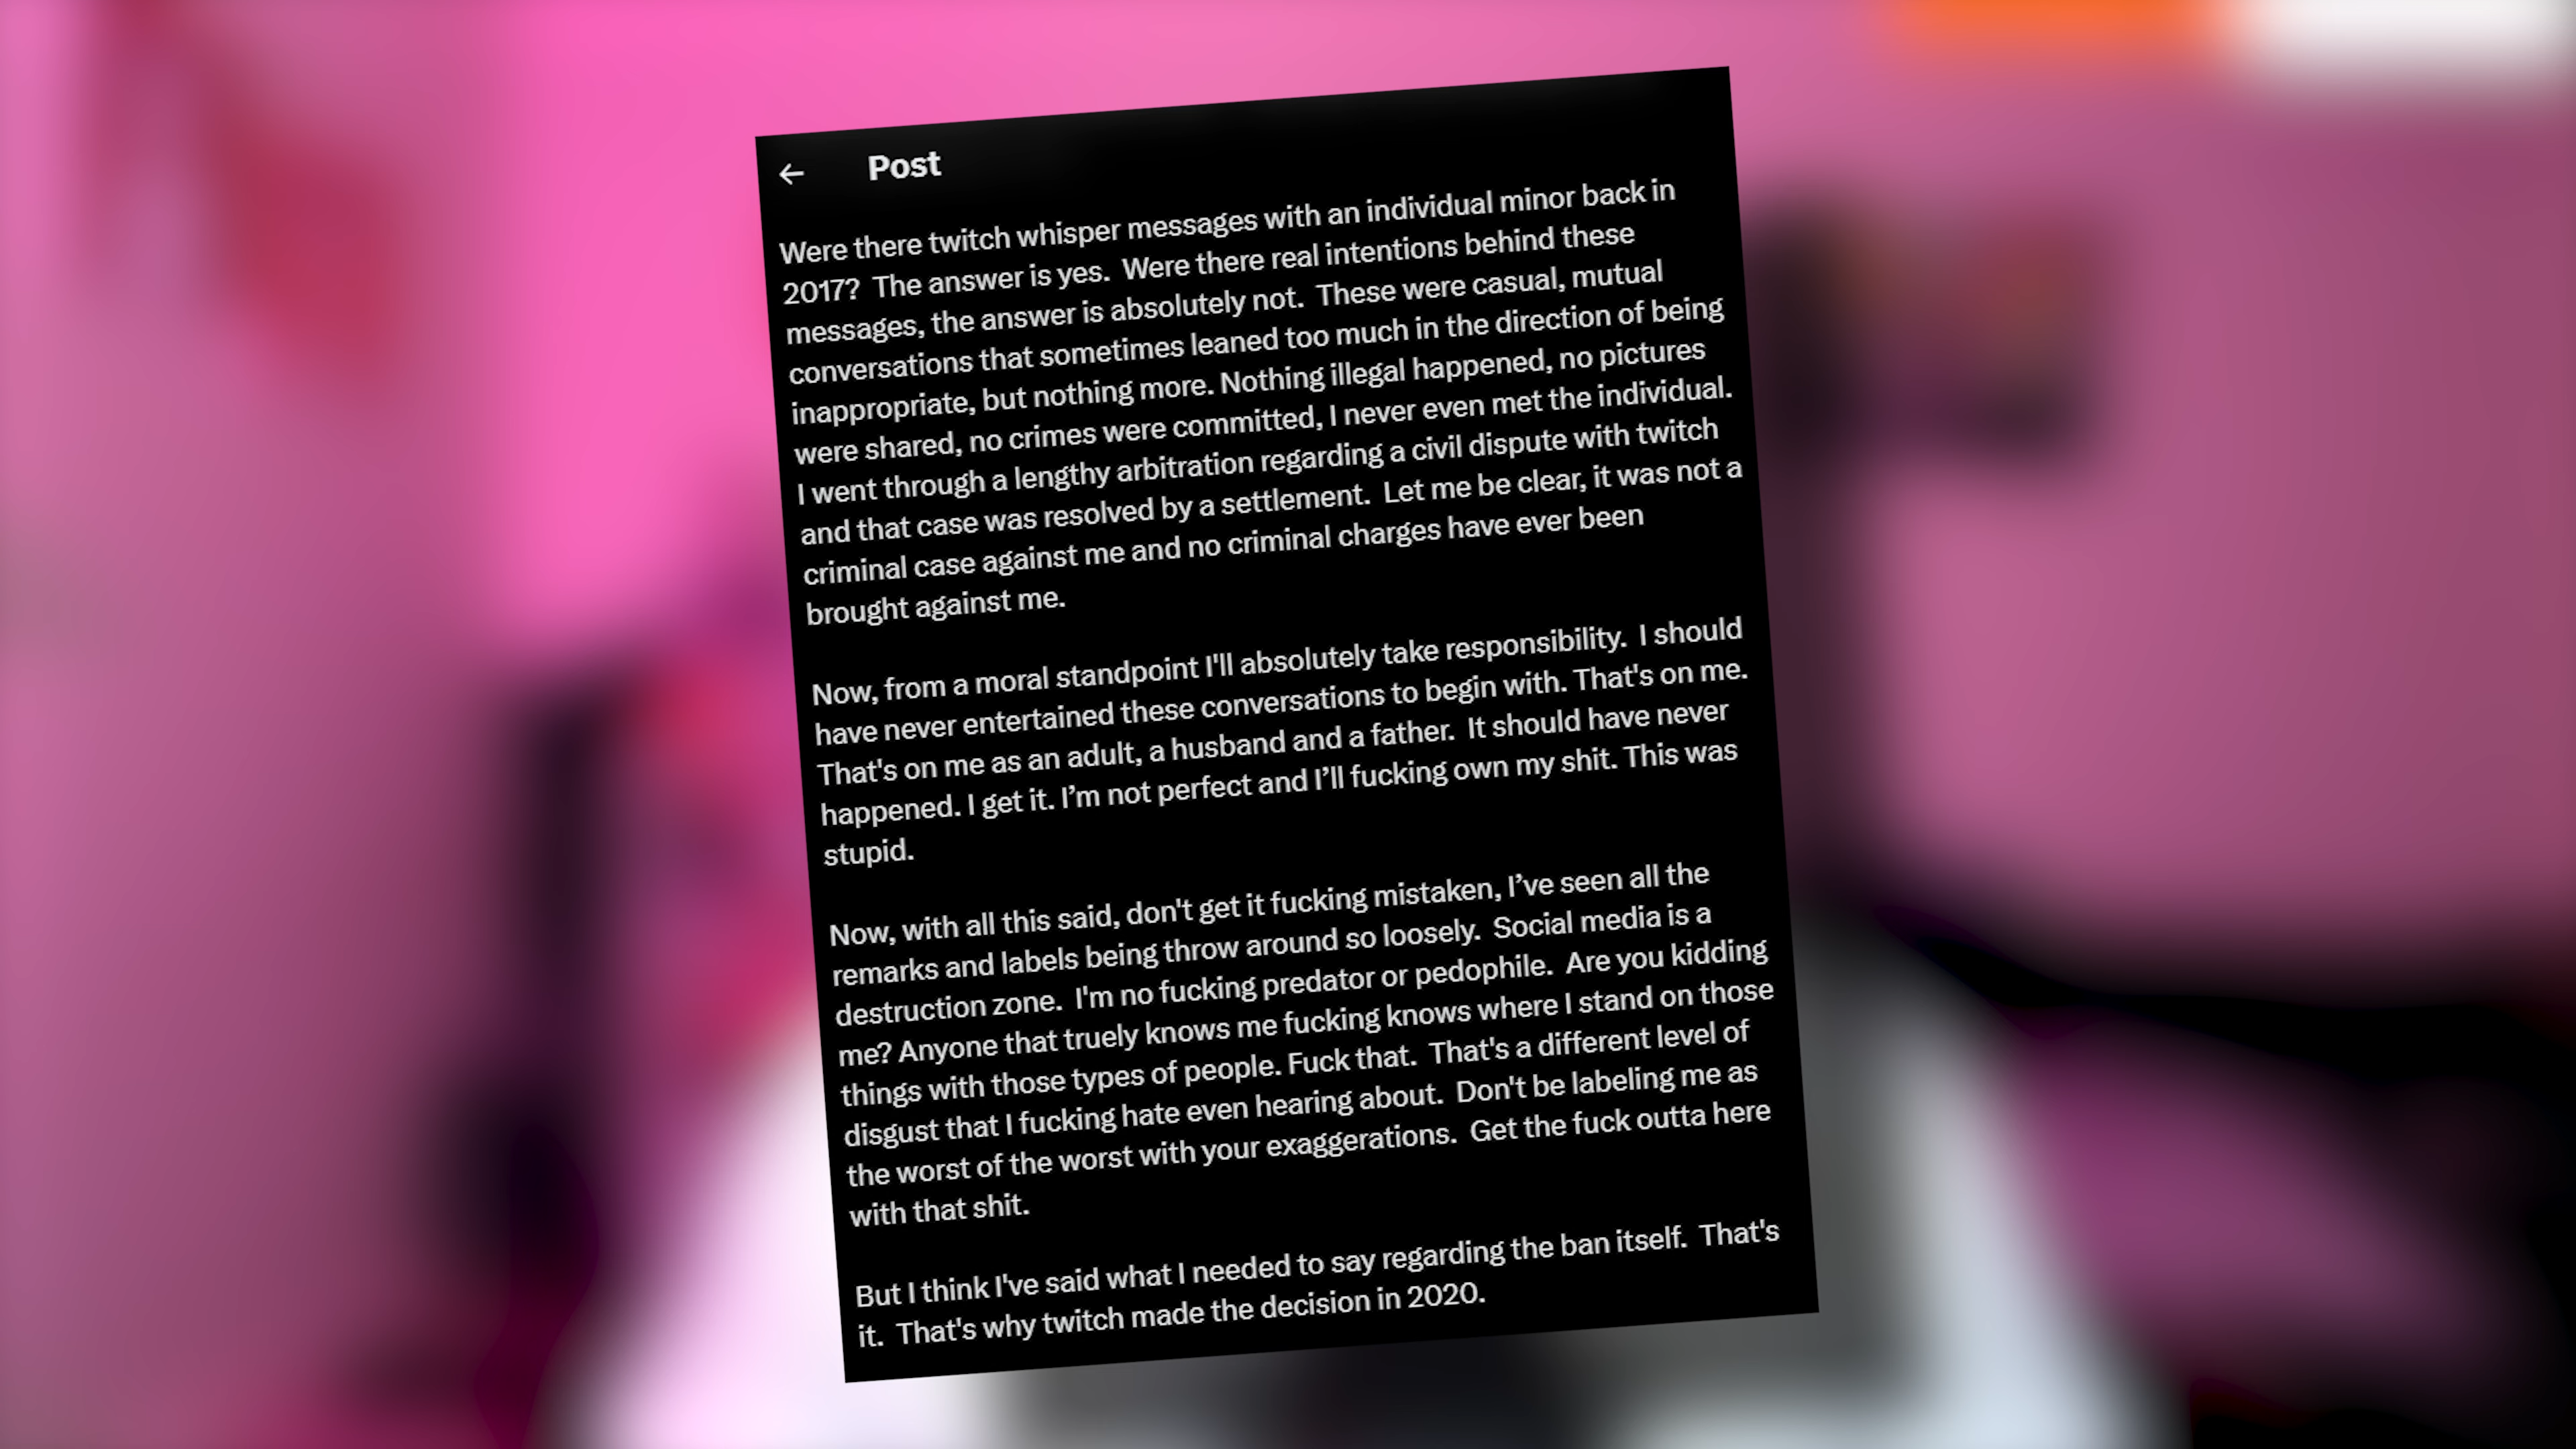 Post
Were there twitch whisper messages with an individual minor back in
2017?  The answer is yes.  Were there real intentions behind these
messages, the answer is absolutely not.  These were casual, mutual
conversations that sometimes leaned too much in the direction of being
inappropriate, but nothing more. Nothing illegal happened, no pictures
were shared, no crimes were committed, I never even met the individual.
I went through a lengthy arbitration regarding a civil dispute with twitch
and that case was resolved by a settlement.  Let me be clear, it was not a
criminal case against me and no criminal charges have ever been
brought against me.
Now, from a moral standpoint I'll absolutely take responsibility.  I should
have never entertained these conversations to begin with. That's on me.
That's on me as an adult, a husband and a father.  It should have never
happened. I get it. I’m not perfect and I’ll fucking own my shit. This was
stupid.
Now, with all this said, don't get it fucking mistaken, I’ve seen all the
remarks and labels being throw around so loosely.  Social media is a
destruction zone.  I'm no fucking predator or pedophile.  Are you kidding
me? Anyone that truely knows me fucking knows where I stand on those
things with those types of people. Fuck that.  That's a different level of
disgust that I fucking hate even hearing about.  Don't be labeling me as
the worst of the worst with your exaggerations.  Get the fuck outta here
with that shit.
But I think I've said what I needed to say regarding the ban itself.  That's
it.  That's why twitch made the decision in 2020.